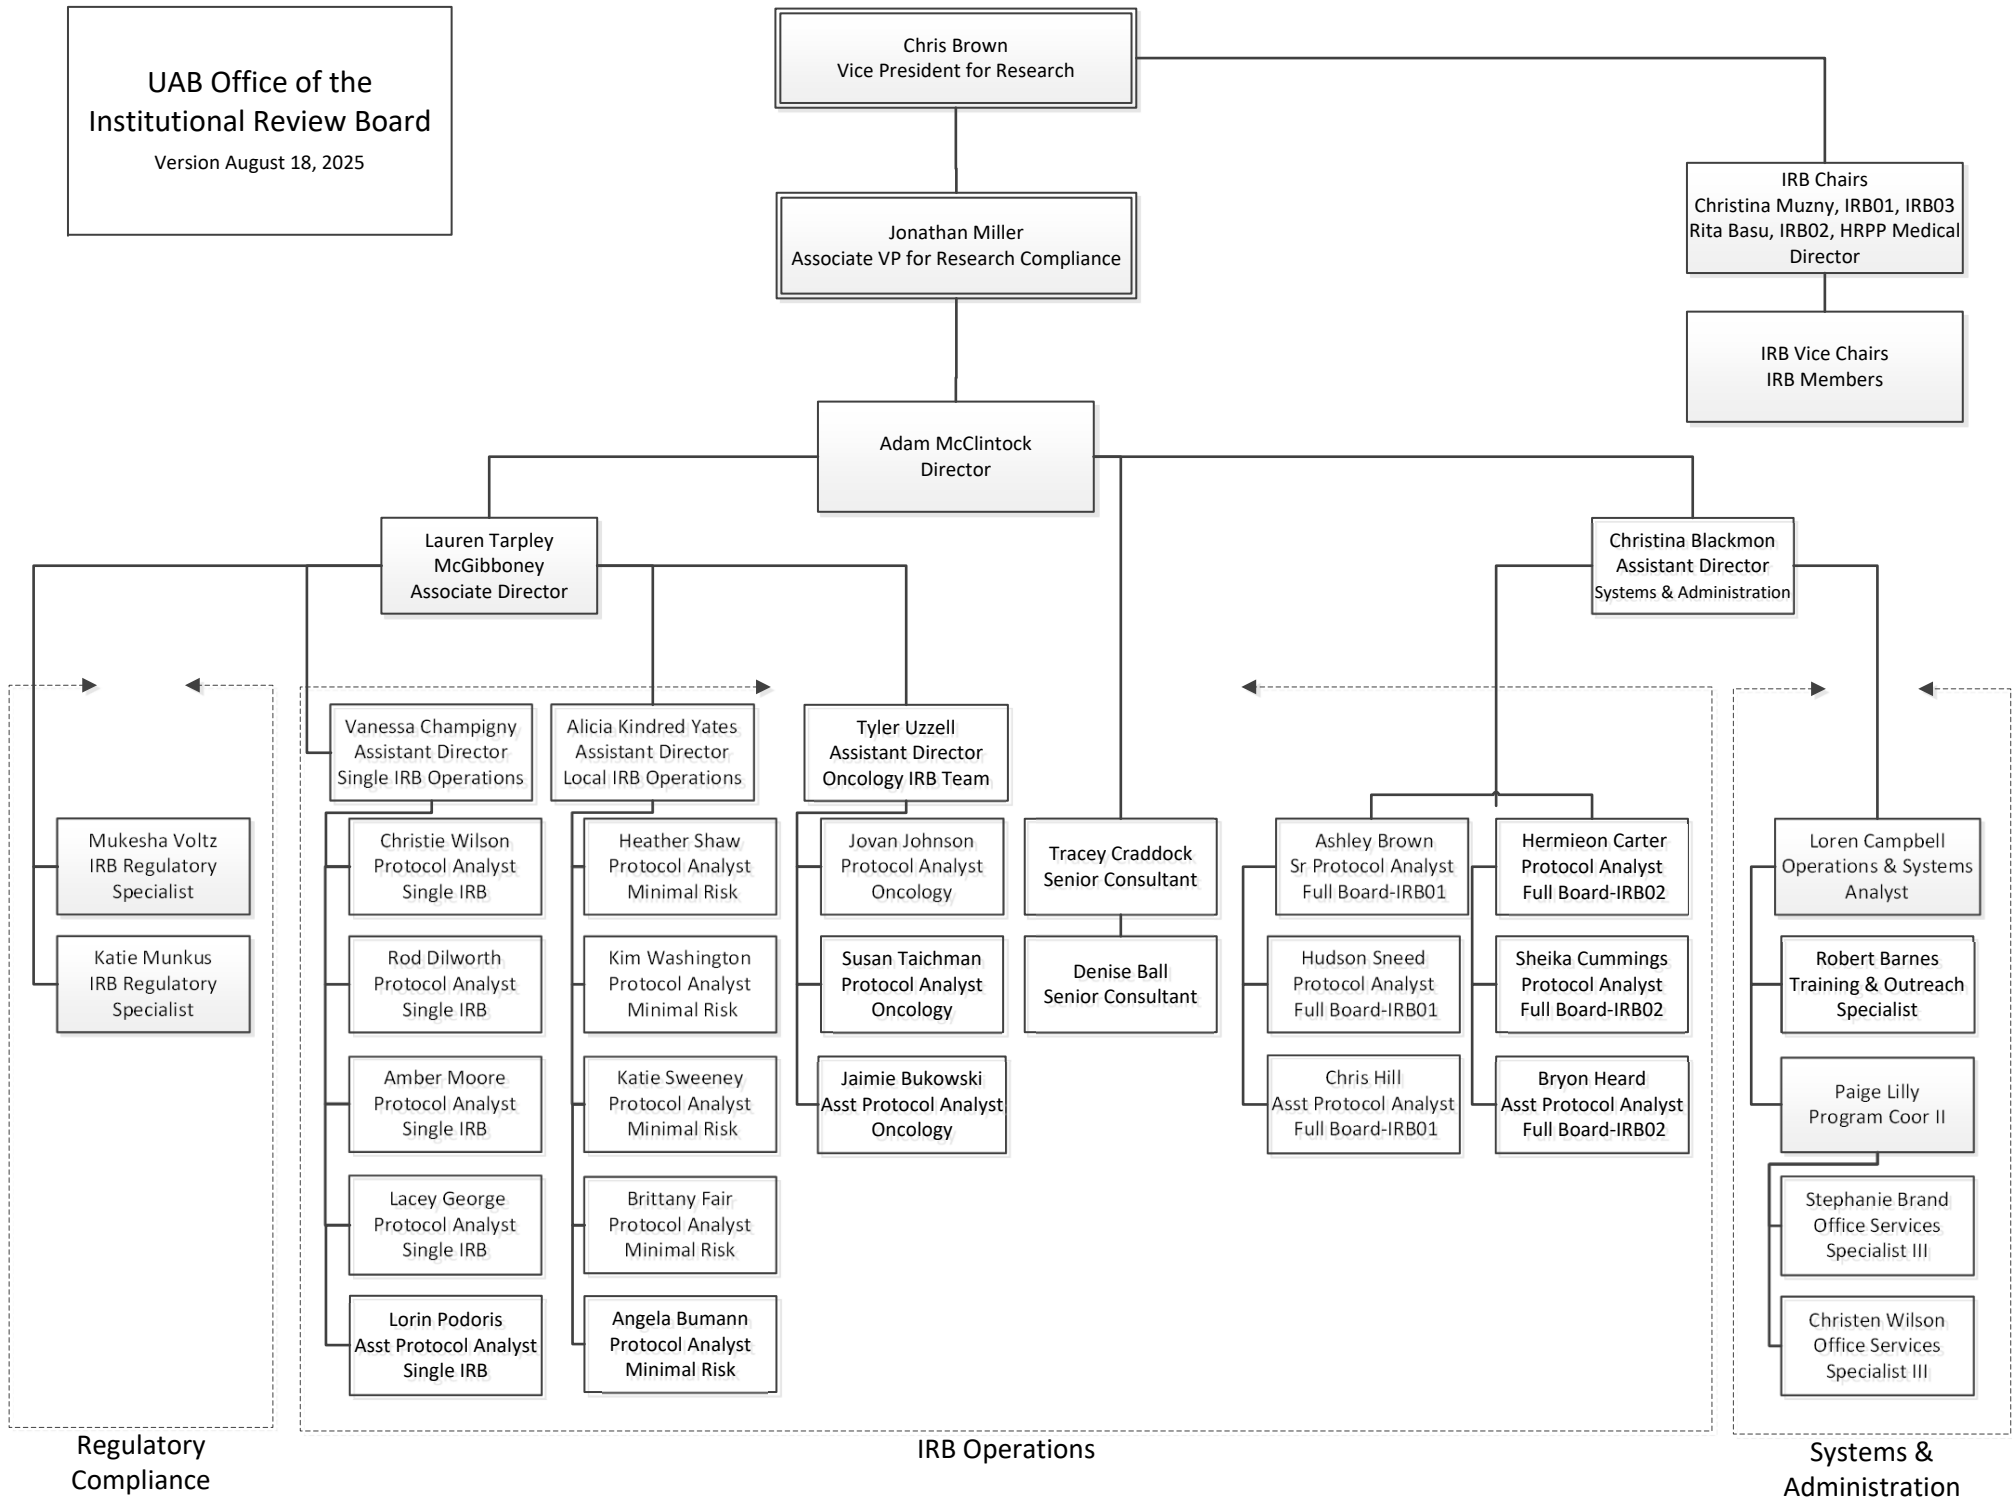 UAB Office of the
Institutional Review Board
Version August 18, 2025
Chris Brown
Vice President for Research
Jonathan Miller
Associate VP for Research Compliance
IRB Chairs
Christina Muzny, IRB01, IRB03
Rita Basu, IRB02, HRPP Medical
Director
IRB Vice Chairs
IRB Members
Adam McClintock
Director
Lauren Tarpley
McGibboney
Associate Director
Christina Blackmon
Assistant Director
Systems & Administration
Vanessa Champigny
Assistant Director
Single IRB Operations
Alicia Kindred Yates
Assistant Director
Local IRB Operations
Tyler Uzzell
Assistant Director
Oncology IRB Team
Mukesha Voltz
IRB Regulatory
Specialist
Katie Munkus
IRB Regulatory
Specialist
Christie Wilson
Protocol Analyst
Single IRB
Rod Dilworth
Protocol Analyst
Single IRB
Amber Moore
Protocol Analyst
Single IRB
Lacey George
Protocol Analyst
Single IRB
Lorin Podoris
Asst Protocol Analyst
Single IRB
Heather Shaw
Protocol Analyst
Minimal Risk
Kim Washington
Protocol Analyst
Minimal Risk
Katie Sweeney
Protocol Analyst
Minimal Risk
Brittany Fair
Protocol Analyst
Minimal Risk
Angela Bumann
Protocol Analyst
Minimal Risk
Jovan Johnson
Protocol Analyst
Oncology
Susan Taichman
Protocol Analyst
Oncology
Jaimie Bukowski
Asst Protocol Analyst
Oncology
Tracey Craddock
Senior Consultant
Denise Ball
Senior Consultant
Ashley Brown
Sr Protocol Analyst
Full Board-IRB01
Hudson Sneed
Protocol Analyst
Full Board-IRB01
Chris Hill
Asst Protocol Analyst
Full Board-IRB01
Hermieon Carter
Protocol Analyst
Full Board-IRB02
Sheika Cummings
Protocol Analyst
Full Board-IRB02
Bryon Heard
Asst Protocol Analyst
Full Board-IRB02
Loren Campbell
Operations & Systems
Analyst
Robert Barnes
Training & Outreach
Specialist
Paige Lilly
Program Coor II
Stephanie Brand
Office Services
Specialist III
Christen Wilson
Office Services
Specialist III
Regulatory
Compliance
IRB Operations
Systems &
Administration